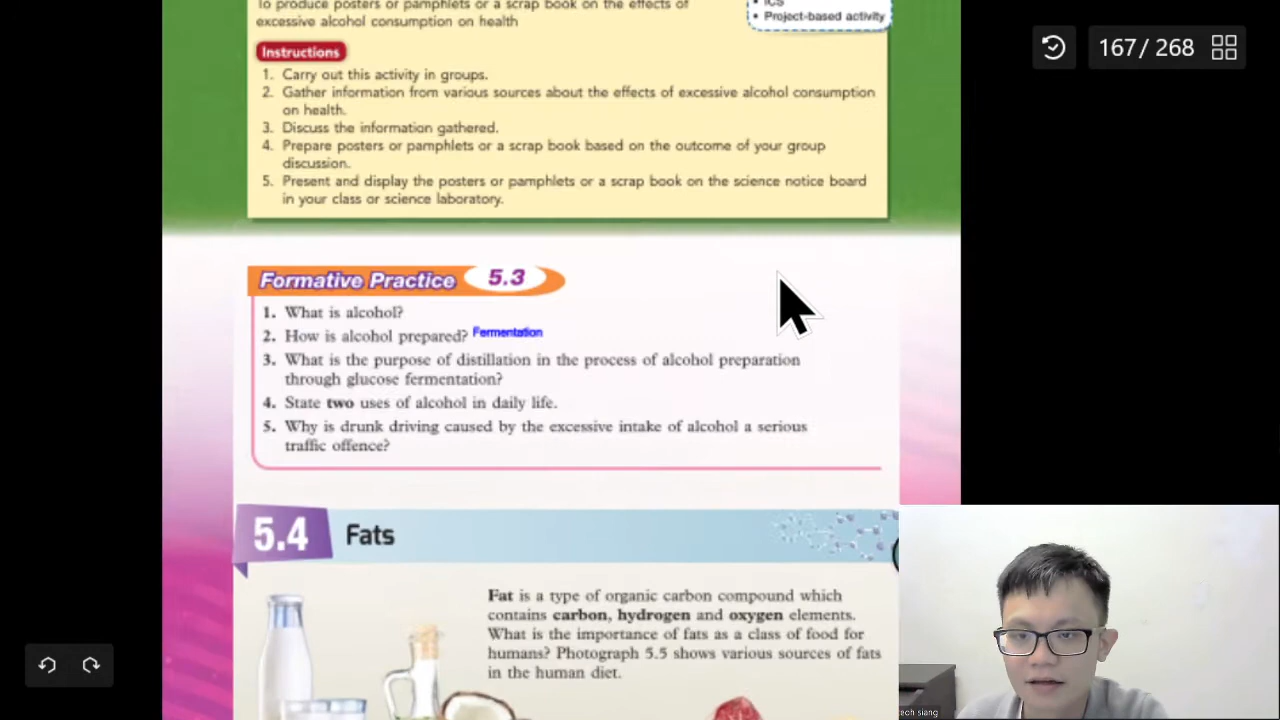 To produce posters or pamphlets or a scrap book on the effects of
excessive alcohol consumption on health
• ICS
• Project-based activity
Instructions
1. Carry out this activity in groups.
2. Gather information from various sources about the effects of excessive alcohol consumption
on health.
3. Discuss the information gathered.
4. Prepare posters or pamphlets or a scrap book based on the outcome of your group
discussion.
5. Present and display the posters or pamphlets or a scrap book on the science notice board
in your class or science laboratory.
167/ 268
Formative Practice 5.3
1. What is alcohol?
2. How is alcohol prepared? Fermentation
3. What is the purpose of distillation in the process of alcohol preparation
through glucose fermentation?
4. State two uses of alcohol in daily life.
5. Why is drunk driving caused by the excessive intake of alcohol a serious
traffic offence?
5.4 Fats
Fat is a type of organic carbon compound which
contains carbon, hydrogen and oxygen elements.
What is the importance of fats as a class of food for
humans? Photograph 5.5 shows various sources of fats
in the human diet.
siang